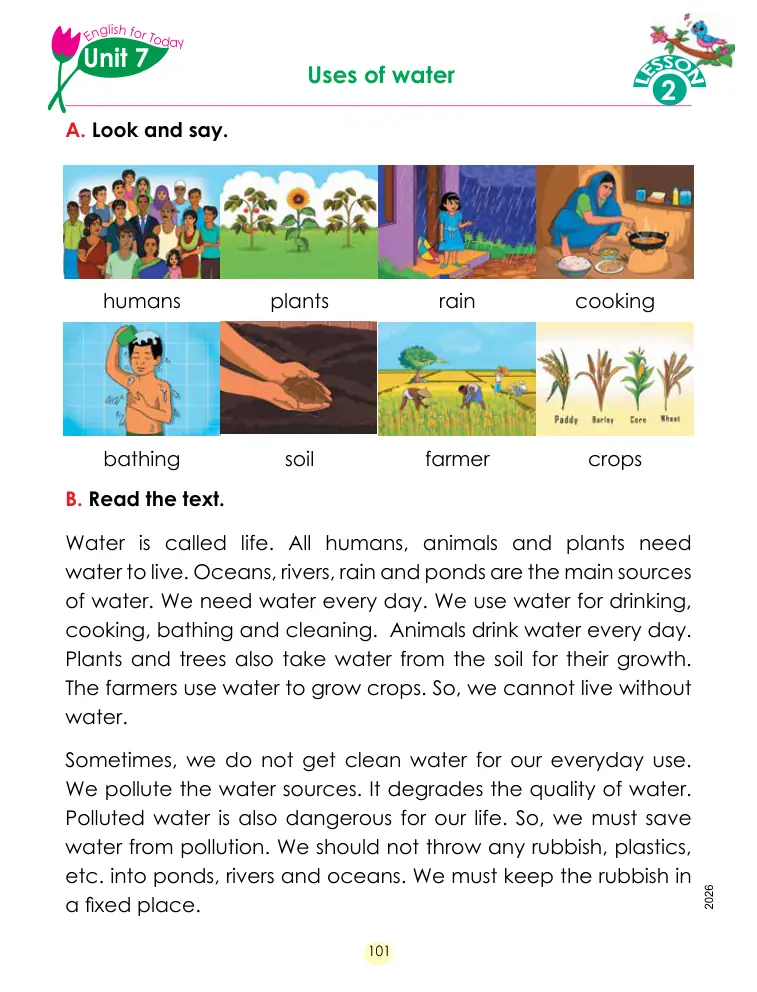 English for Today
Unit 7
Uses of water
LESSON
2
A. Look and say.
humans plants rain cooking
Paddy Barley Corn Wheat
bathing soil farmer crops
B. Read the text.
Water is called life. All humans, animals and plants need
water to live. Oceans, rivers, rain and ponds are the main sources
of water. We need water every day. We use water for drinking,
cooking, bathing and cleaning. Animals drink water every day.
Plants and trees also take water from the soil for their growth.
The farmers use water to grow crops. So, we cannot live without
water.
Sometimes, we do not get clean water for our everyday use.
We pollute the water sources. It degrades the quality of water.
Polluted water is also dangerous for our life. So, we must save
water from pollution. We should not throw any rubbish, plastics,
etc. into ponds, rivers and oceans. We must keep the rubbish in
a fixed place.
2026
101